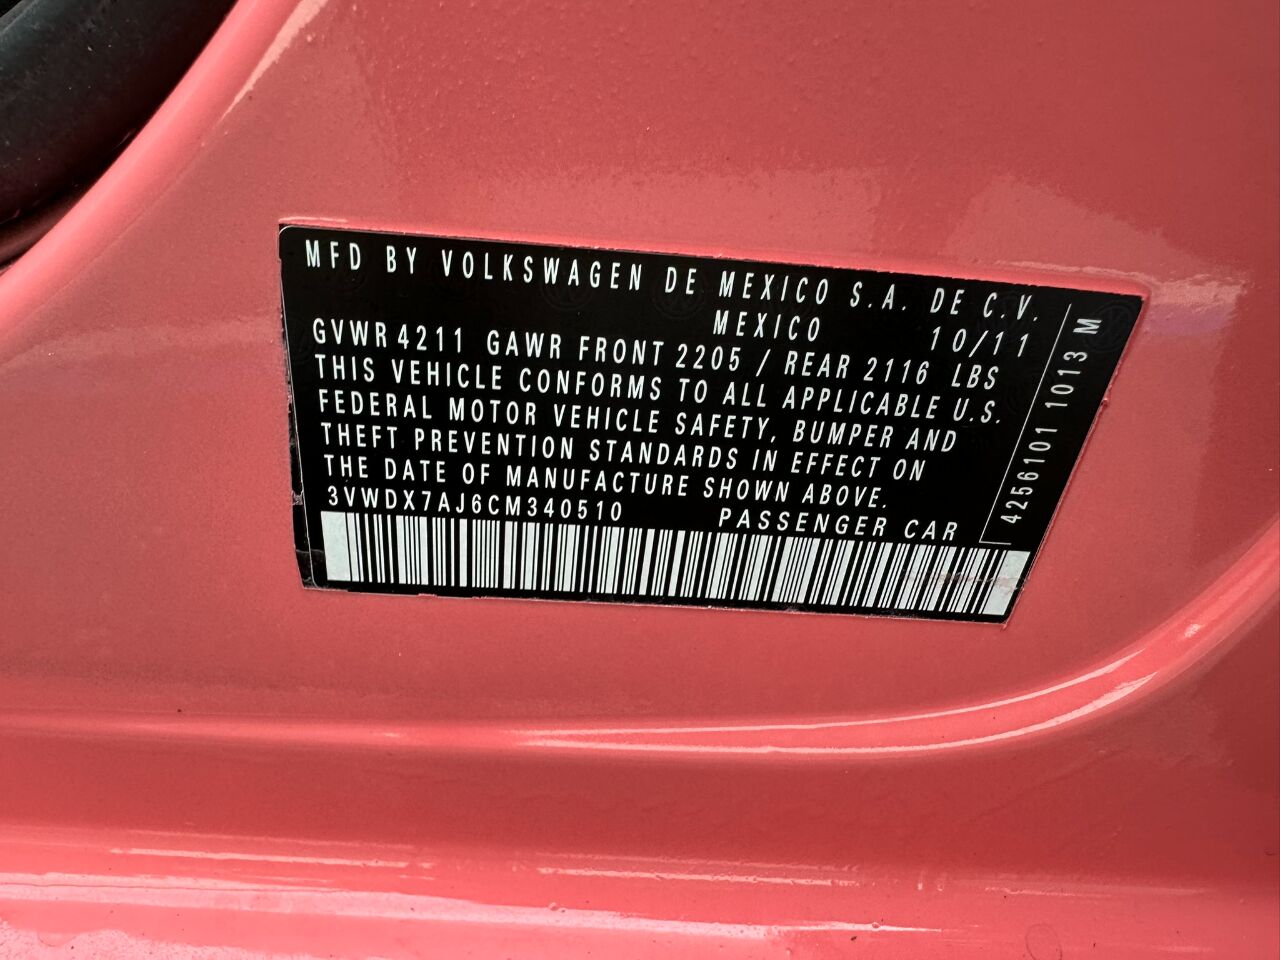 MFD BY VOLKSWAGEN DE MEXICO S.A. DE C.V.
MEXICO 10/11
GVWR 4211 GAWR FRONT 2205 / REAR 2116 LBS
THIS VEHICLE CONFORMS TO ALL APPLICABLE U.S.
FEDERAL MOTOR VEHICLE SAFETY, BUMPER AND
THEFT PREVENTION STANDARDS IN EFFECT ON
THE DATE OF MANUFACTURE SHOWN ABOVE.
3VWDX7AJ6CM340510 PASSENGER CAR
4256101 1013 M